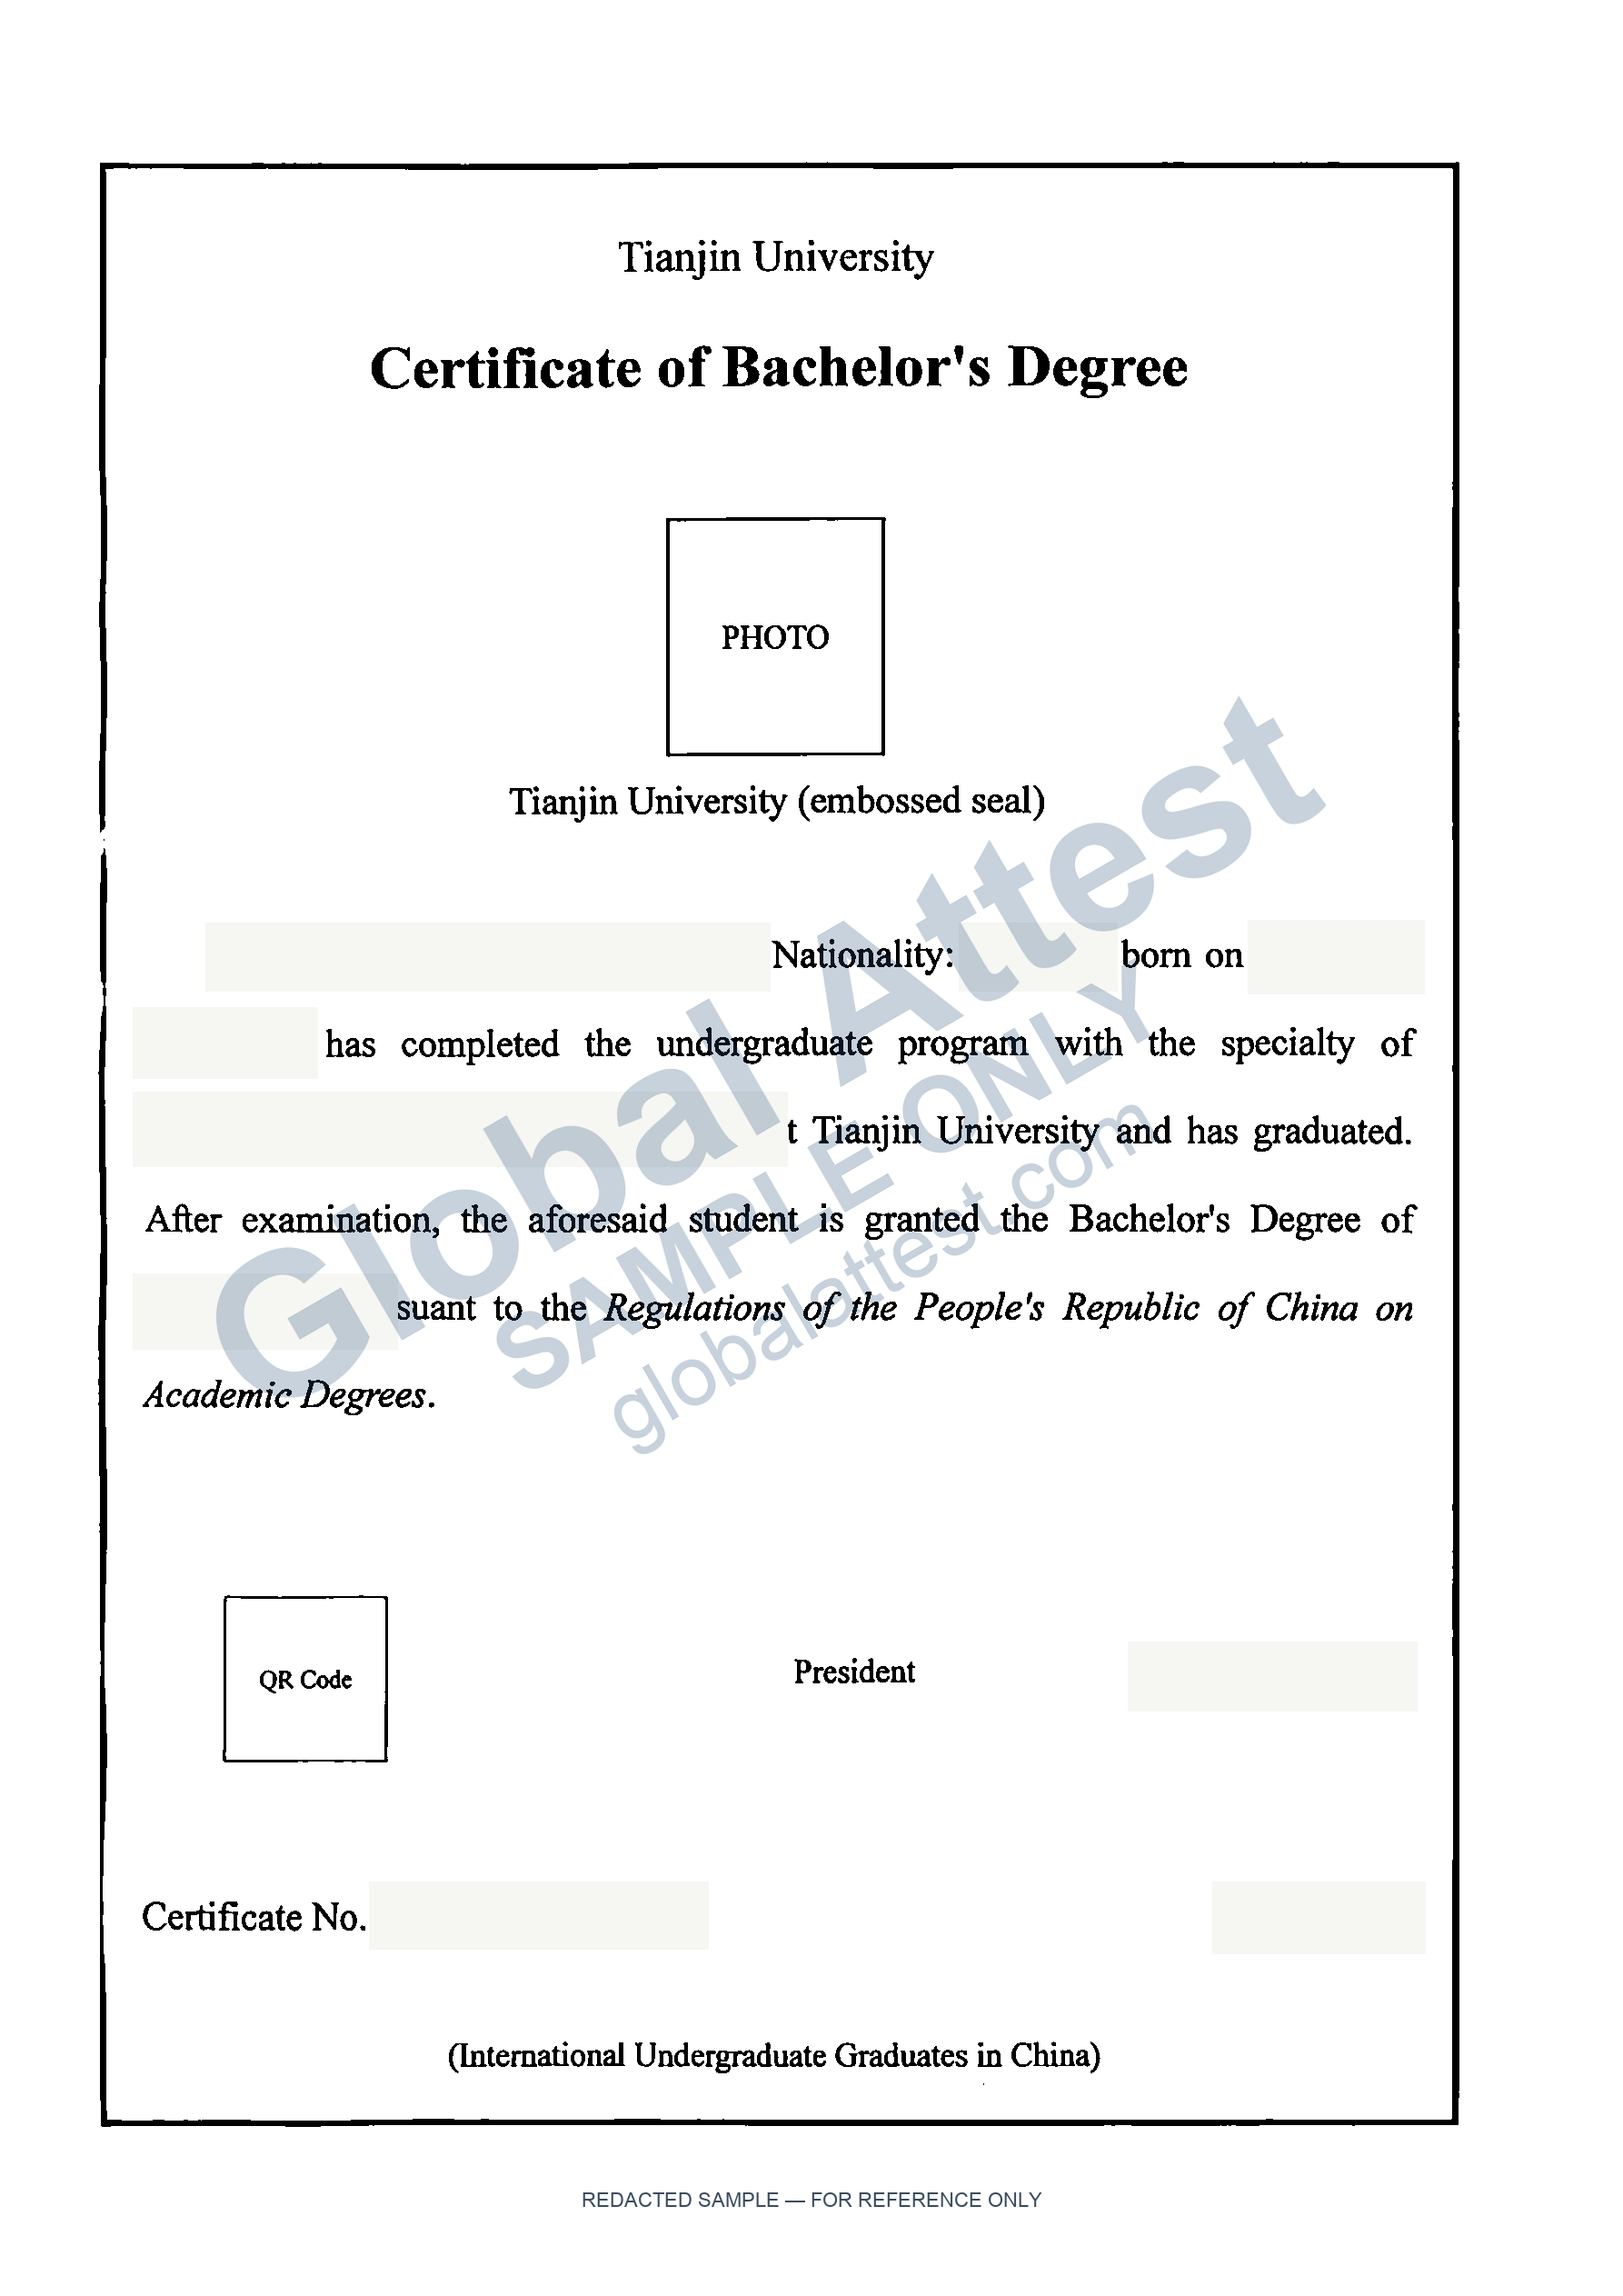 Tianjin University
Certificate of Bachelor's Degree
PHOTO
Tianjin University (embossed seal)
Nationality: born on
has completed the undergraduate program with the specialty of
t Tianjin University and has graduated.
After examination, the aforesaid student is granted the Bachelor's Degree of
suant to the Regulations of the People's Republic of China on
Academic Degrees.
Global Attest
SAMPLE ONLY
globalattest.com
QR Code
President
Certificate No.
(International Undergraduate Graduates in China)
REDACTED SAMPLE — FOR REFERENCE ONLY